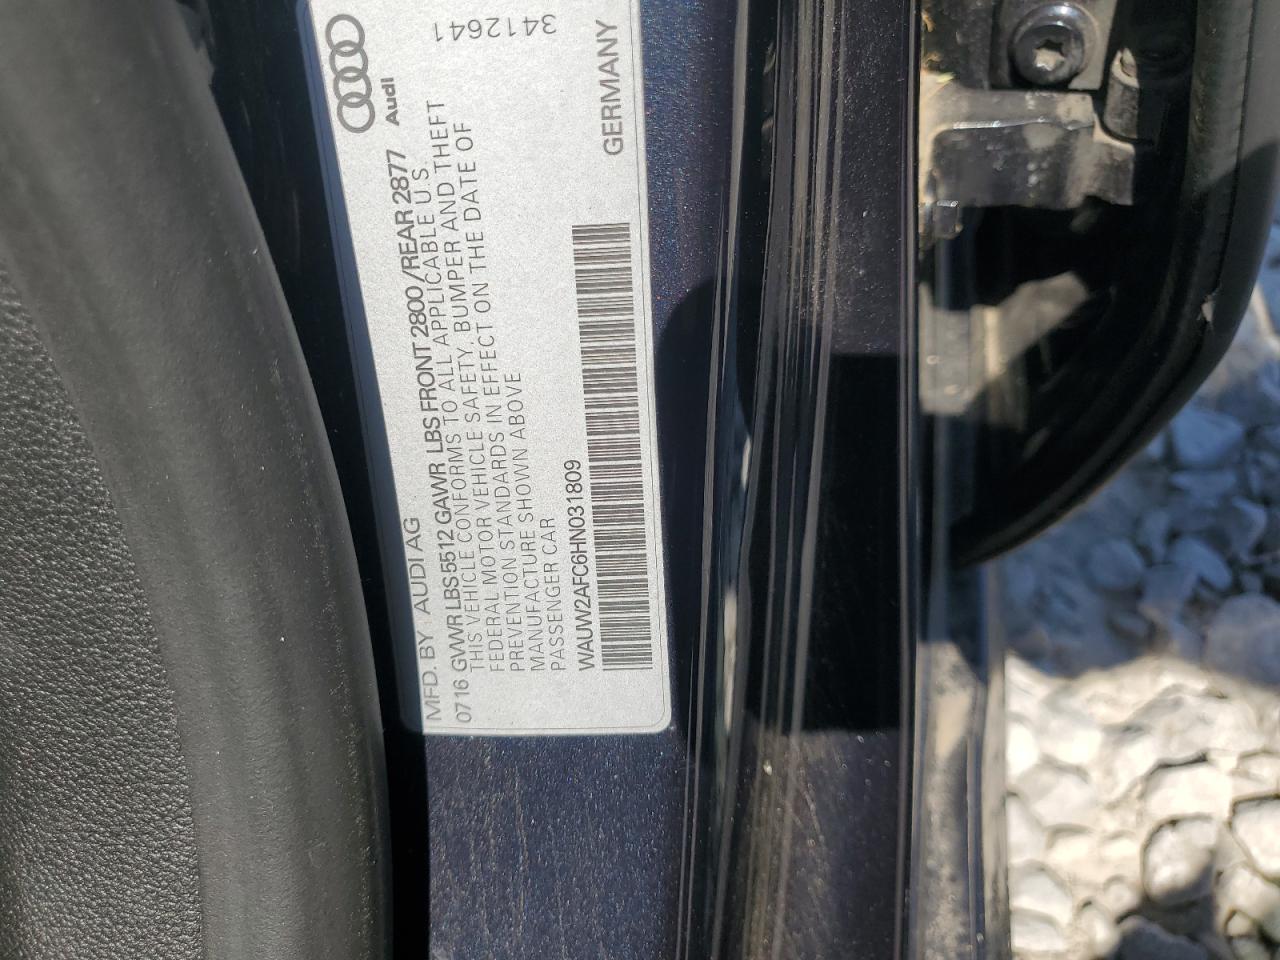 MFD. BY AUDI AG
Audi
0716 GVWR LBS 5512 GAWR LBS FRONT 2800/REAR 2877
THIS VEHICLE CONFORMS TO ALL APPLICABLE U.S.
FEDERAL MOTOR VEHICLE SAFETY, BUMPER AND THEFT
PREVENTION STANDARDS IN EFFECT ON THE DATE OF
MANUFACTURE SHOWN ABOVE
PASSENGER CAR
3412641
WAUW2AFC6HN031809
GERMANY